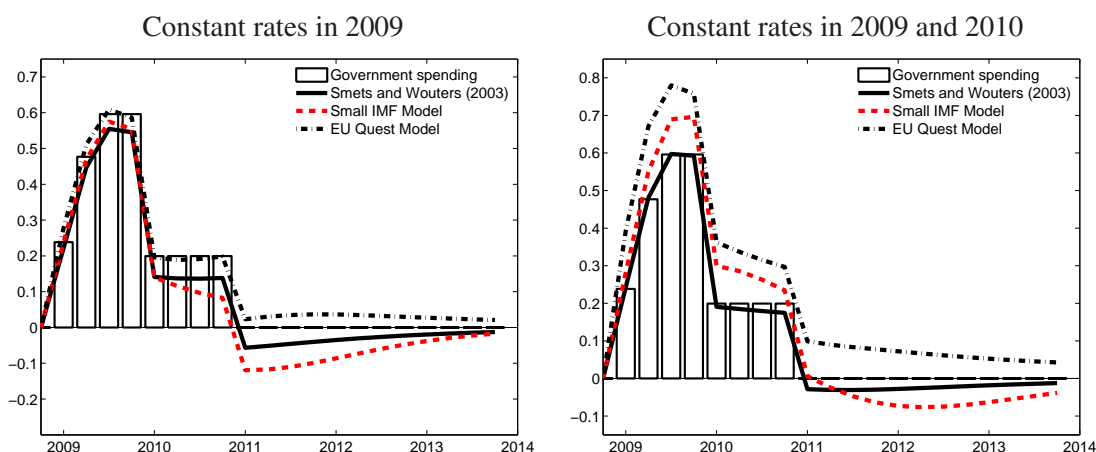 Constant rates in 2009
0.7
0.6
0.5
0.4
0.3
0.2
0.1
0
−0.1
−0.2
2009 2010 2011 2012 2013 2014
Government spending
Smets and Wouters (2003)
Small IMF Model
EU Quest Model
Constant rates in 2009 and 2010
0.8
0.7
0.6
0.5
0.4
0.3
0.2
0.1
0
−0.1
2009 2010 2011 2012 2013 2014
Government spending
Smets and Wouters (2003)
Small IMF Model
EU Quest Model